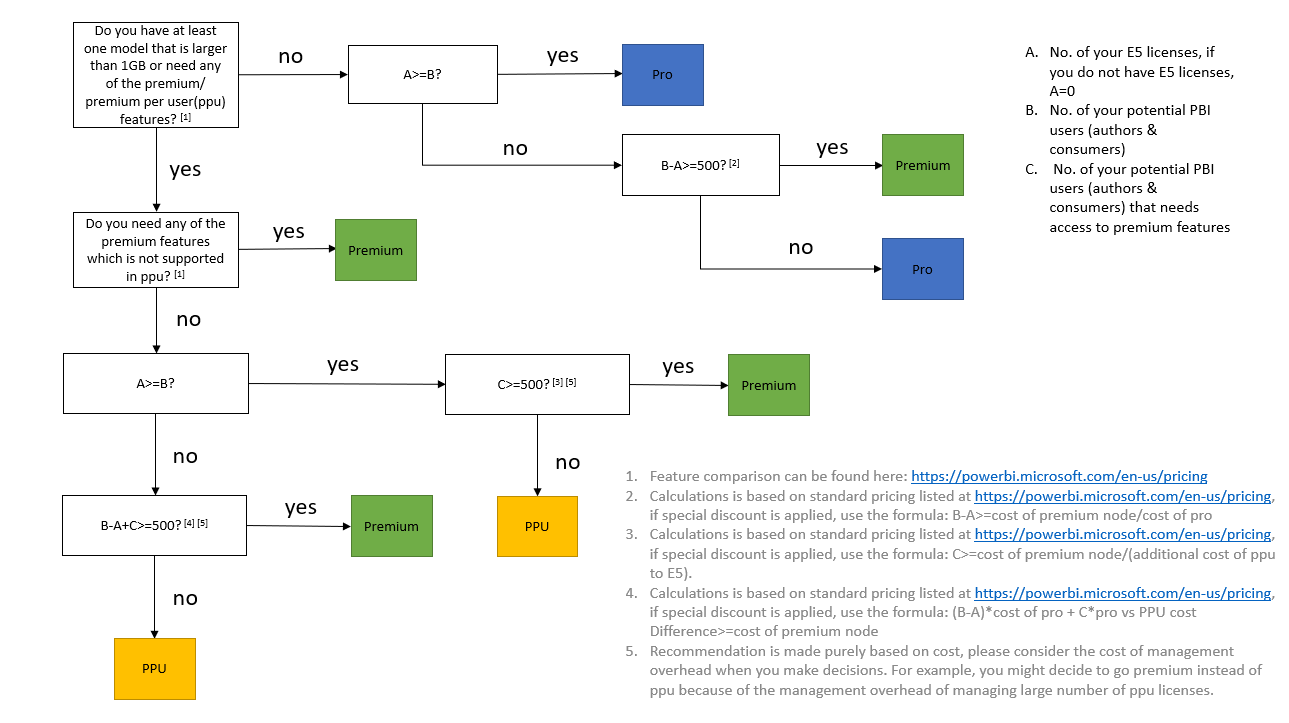 Do you have at least
one model that is larger
than 1GB or need any
of the premium/
premium per user(ppu)
features? [1]
no
A>=B?
yes
Pro
no
B-A>=500? [2]
yes
Premium
no
Pro
yes
Do you need any of the
premium features
which is not supported
in ppu? [1]
yes
Premium
no
A>=B?
yes
C>=500? [3] [5]
yes
Premium
no
PPU
no
B-A+C>=500? [4] [5]
yes
Premium
no
PPU
A. No. of your E5 licenses, if
you do not have E5 licenses,
A=0
B. No. of your potential PBI
users (authors &
consumers)
C. No. of your potential PBI
users (authors &
consumers) that needs
access to premium features
1. Feature comparison can be found here: https://powerbi.microsoft.com/en-us/pricing
2. Calculations is based on standard pricing listed at https://powerbi.microsoft.com/en-us/pricing,
if special discount is applied, use the formula: B-A>=cost of premium node/cost of pro
3. Calculations is based on standard pricing listed at https://powerbi.microsoft.com/en-us/pricing,
if special discount is applied, use the formula: C>=cost of premium node/(additional cost of ppu
to E5).
4. Calculations is based on standard pricing listed at https://powerbi.microsoft.com/en-us/pricing,
if special discount is applied, use the formula: (B-A)*cost of pro + C*pro vs PPU cost
Difference>=cost of premium node
5. Recommendation is made purely based on cost, please consider the cost of management
overhead when you make decisions. For example, you might decide to go premium instead of
ppu because of the management overhead of managing large number of ppu licenses.